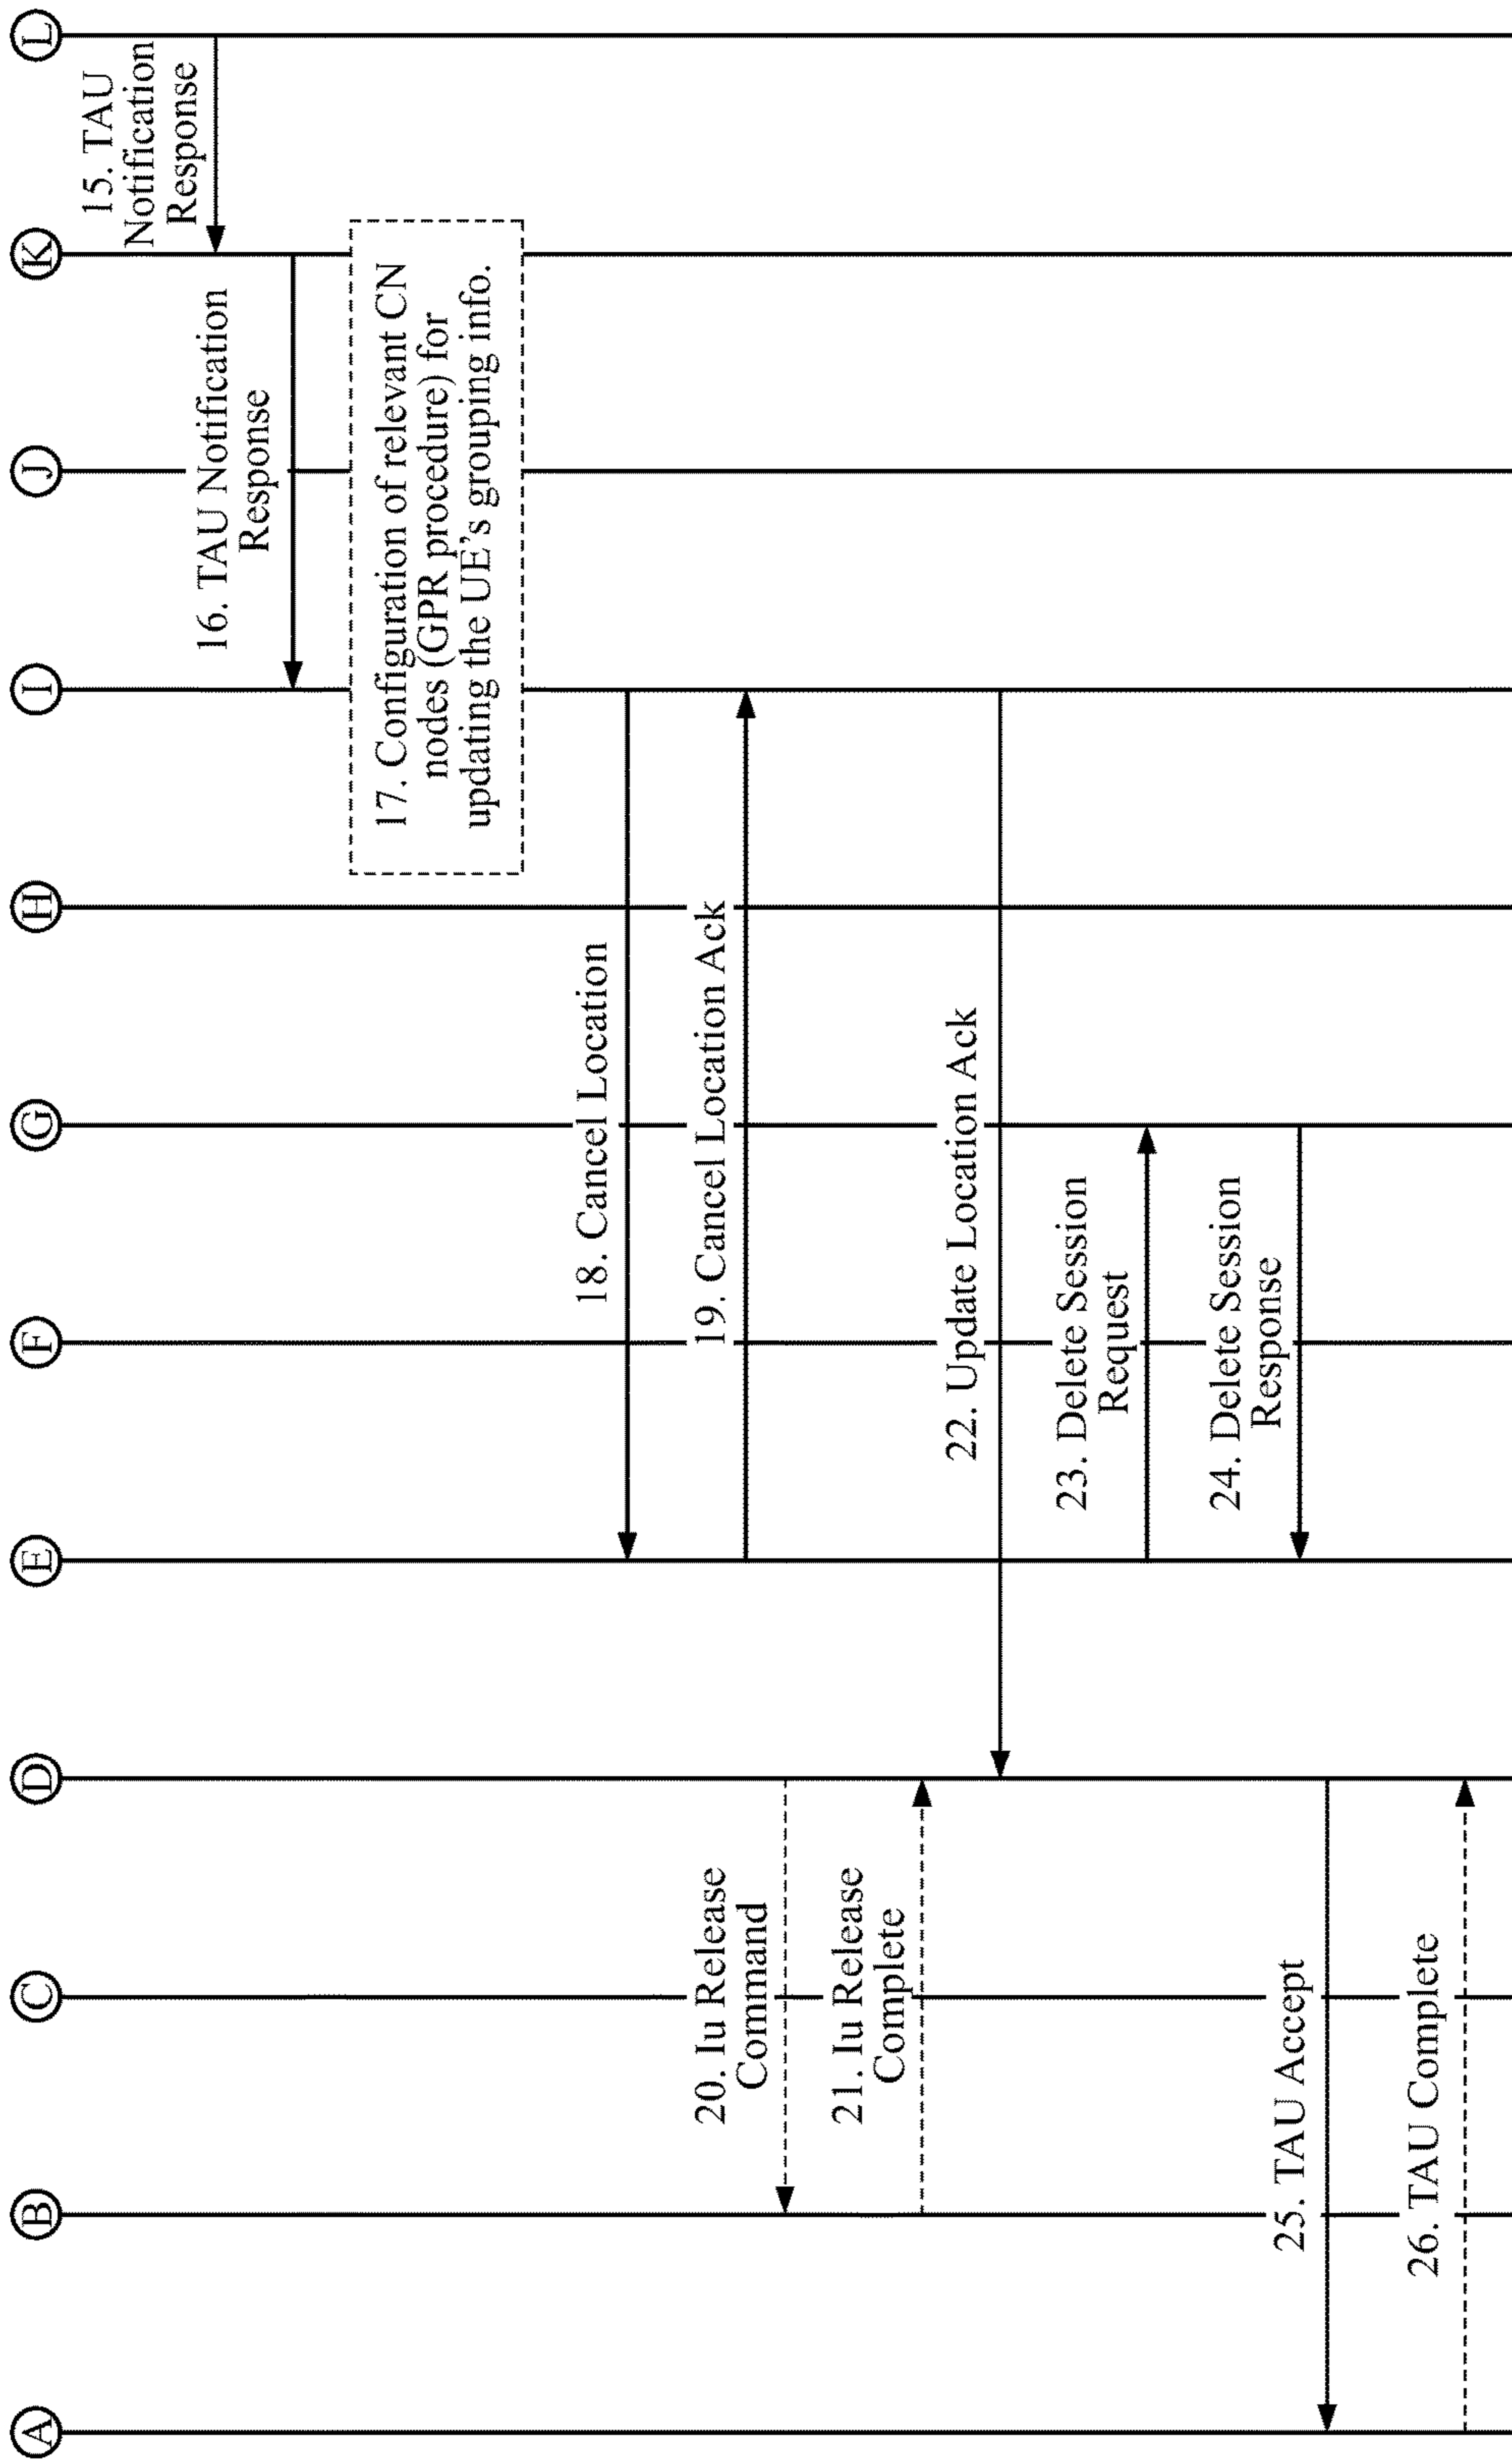 A
B
C
D
E
F
G
H
I
J
K
L
15. TAU
Notification
Response
16. TAU Notification
Response
17. Configuration of relevant CN
nodes (GPR procedure) for
updating the UE's grouping info.
18. Cancel Location
19. Cancel Location Ack
20. Iu Release
Command
21. Iu Release
Complete
22. Update Location Ack
23. Delete Session
Request
24. Delete Session
Response
25. TAU Accept
26. TAU Complete